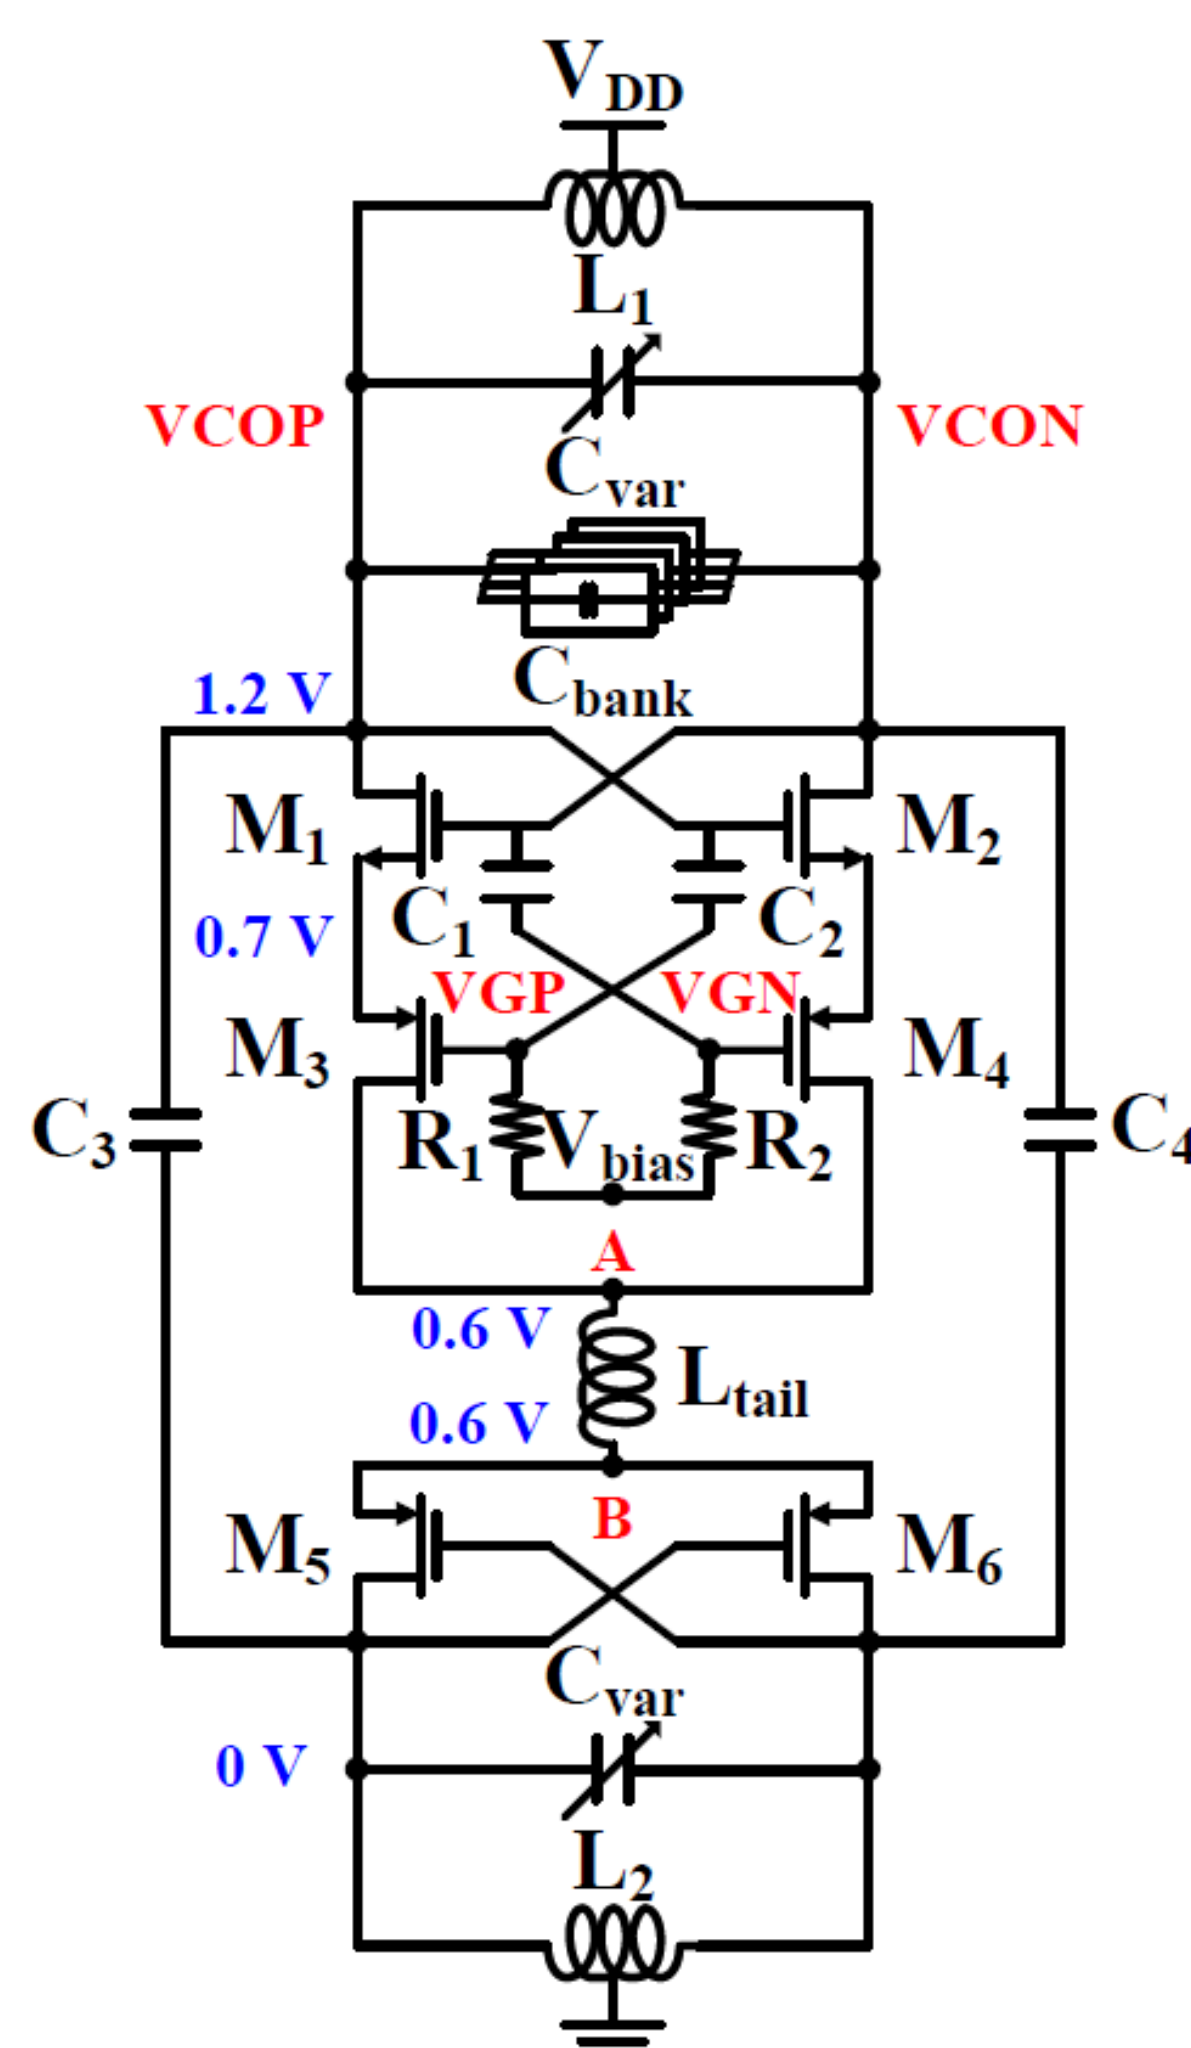 VDD
L1
VCOP VCON
Cvar
Cbank
1.2 V
M1 M2
C1 C2
0.7 V
VGP VGN
M3 M4
C3 R1 Vbias R2 C4
A
0.6 V
Ltail
0.6 V
B
M5 M6
Cvar
0 V
L2